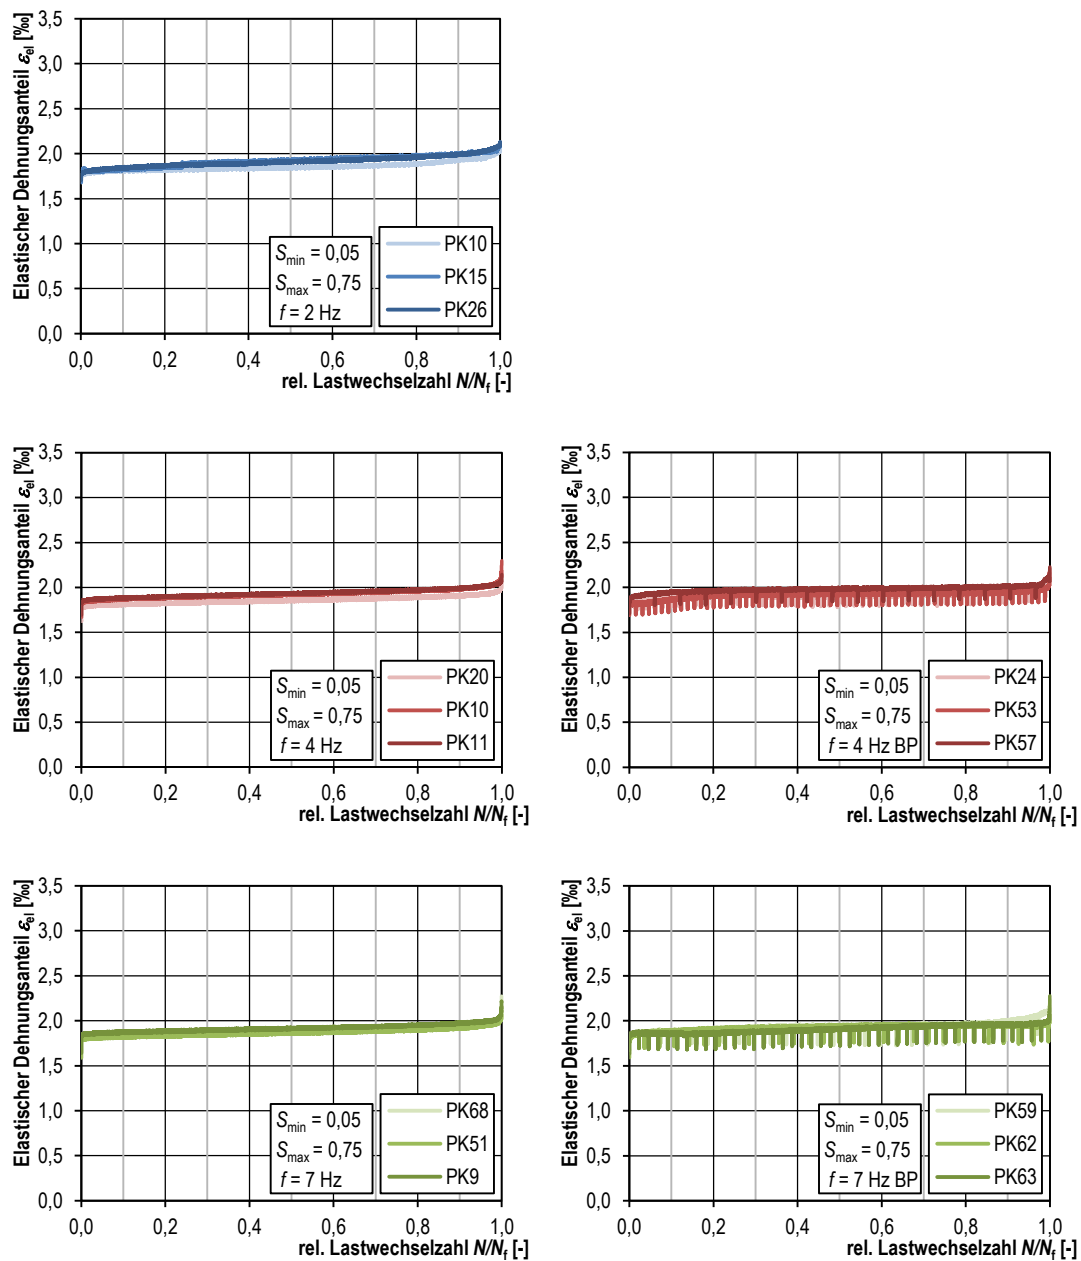 Elastischer Dehnungsanteil εel [‰]
3,5
3,0
2,5
2,0
1,5
1,0
0,5
0,0
Smin = 0,05
Smax = 0,75
f = 2 Hz
PK10
PK15
PK26
0,0 0,2 0,4 0,6 0,8 1,0
rel. Lastwechselzahl N/Nf [-]
Elastischer Dehnungsanteil εel [‰]
3,5
3,0
2,5
2,0
1,5
1,0
0,5
0,0
Smin = 0,05
Smax = 0,75
f = 4 Hz
PK20
PK10
PK11
0,0 0,2 0,4 0,6 0,8 1,0
rel. Lastwechselzahl N/Nf [-]
Elastischer Dehnungsanteil εel [‰]
3,5
3,0
2,5
2,0
1,5
1,0
0,5
0,0
Smin = 0,05
Smax = 0,75
f = 4 Hz BP
PK24
PK53
PK57
0,0 0,2 0,4 0,6 0,8 1,0
rel. Lastwechselzahl N/Nf [-]
Elastischer Dehnungsanteil εel [‰]
3,5
3,0
2,5
2,0
1,5
1,0
0,5
0,0
Smin = 0,05
Smax = 0,75
f = 7 Hz
PK68
PK51
PK9
0,0 0,2 0,4 0,6 0,8 1,0
rel. Lastwechselzahl N/Nf [-]
Elastischer Dehnungsanteil εel [‰]
3,5
3,0
2,5
2,0
1,5
1,0
0,5
0,0
Smin = 0,05
Smax = 0,75
f = 7 Hz BP
PK59
PK62
PK63
0,0 0,2 0,4 0,6 0,8 1,0
rel. Lastwechselzahl N/Nf [-]